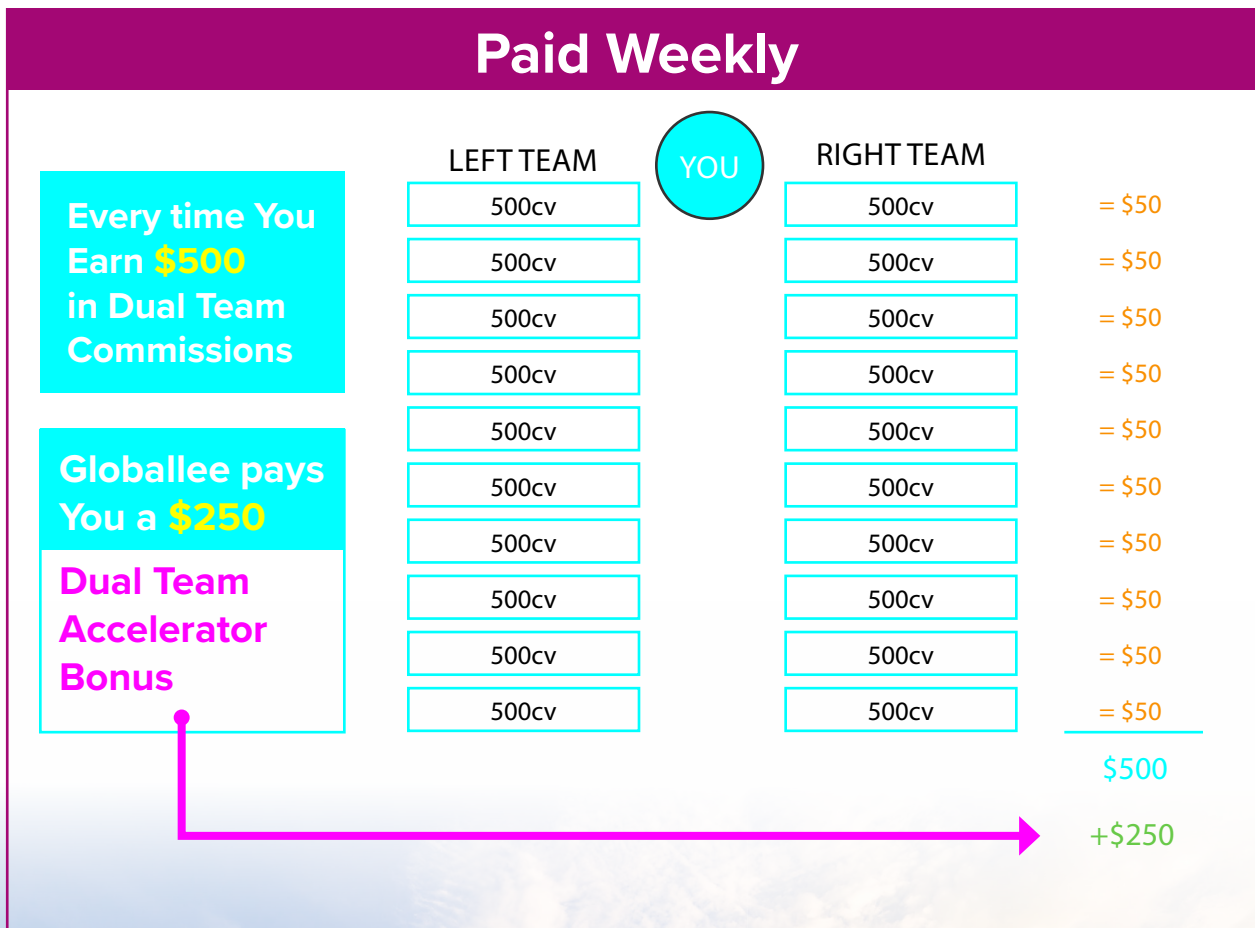 Paid Weekly
LEFT TEAM
YOU
RIGHT TEAM
Every time You
Earn $500
in Dual Team
Commissions
Globallee pays
You a $250
Dual Team
Accelerator
Bonus
500cv 500cv = $50
500cv 500cv = $50
500cv 500cv = $50
500cv 500cv = $50
500cv 500cv = $50
500cv 500cv = $50
500cv 500cv = $50
500cv 500cv = $50
500cv 500cv = $50
500cv 500cv = $50
$500
+$250